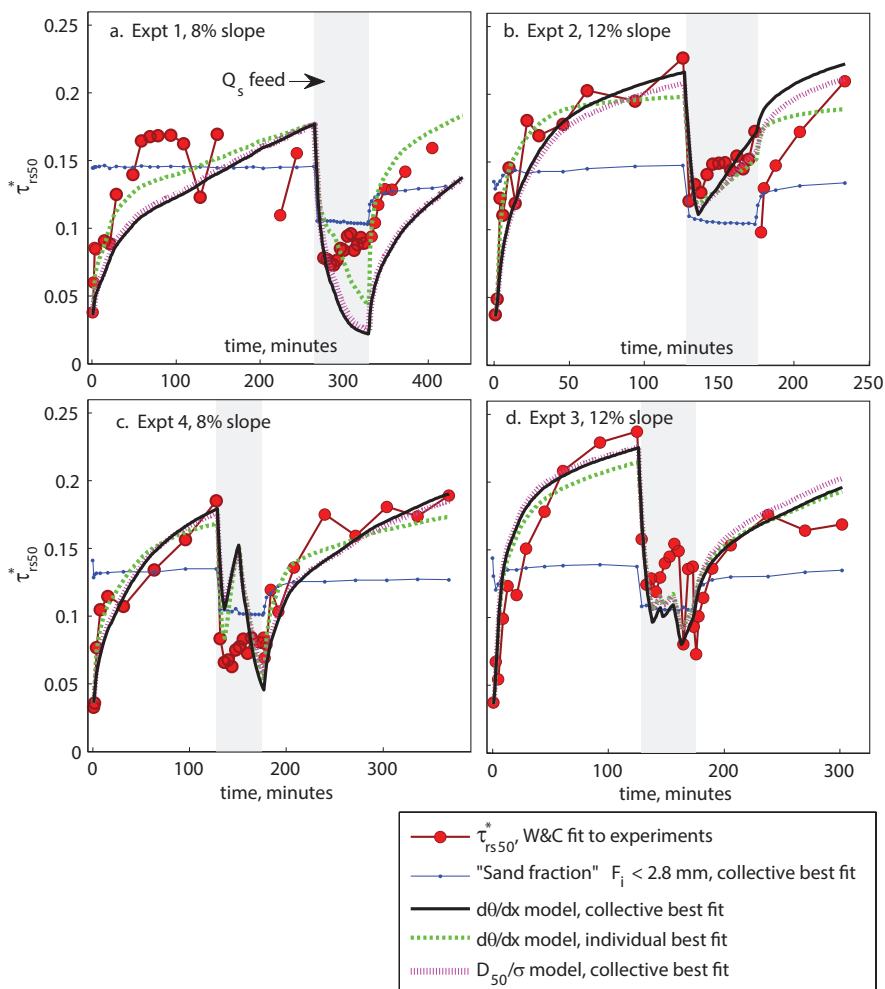 a. Expt 1, 8% slope
Q_s feed
0.25
0.2
0.15
0.1
0.05
0
τ*_rs50
time, minutes
0 100 200 300 400
b. Expt 2, 12% slope
time, minutes
0 50 100 150 200 250
c. Expt 4, 8% slope
0.2
0.15
0.1
0.05
0
τ*_rs50
0 100 200 300
time, minutes
d. Expt 3, 12% slope
0 100 200 300
time, minutes
τ*_rs50, W&C fit to experiments
"Sand fraction" F_i < 2.8 mm, collective best fit
dθ/dx model, collective best fit
dθ/dx model, individual best fit
D_50/σ model, collective best fit